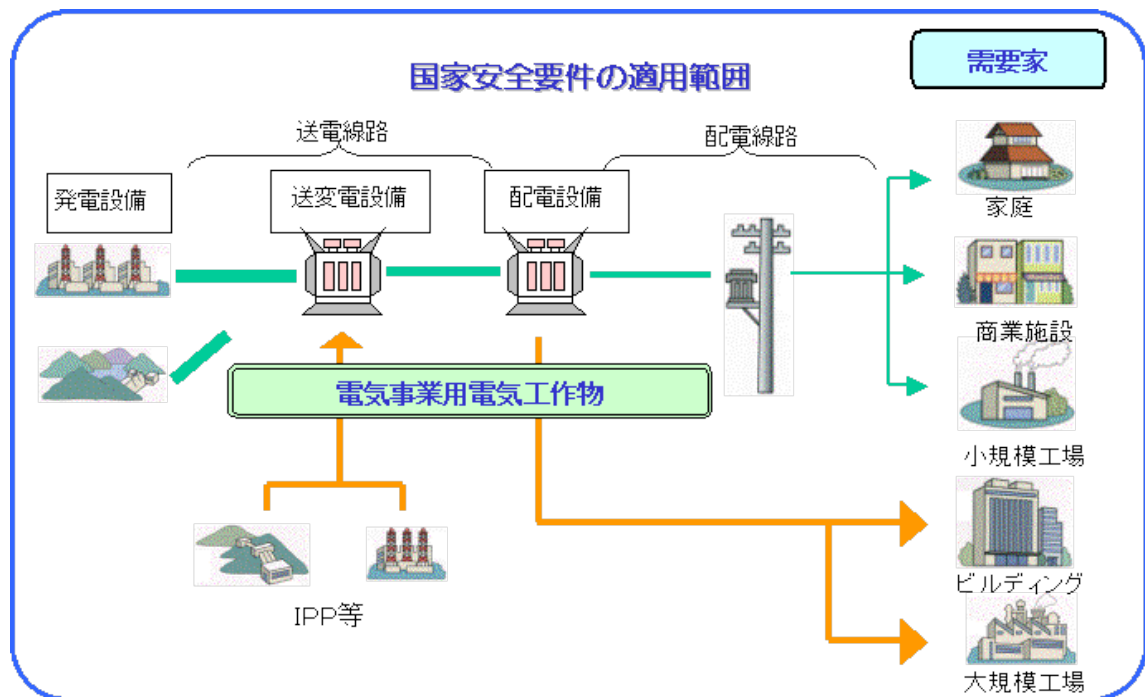 需要家
国家安全要件の適用範囲
送電線路
配電線路
発電設備
送変電設備
配電設備
家庭
商業施設
電気事業用電気工作物
小規模工場
IPP等
ビルディング
大規模工場